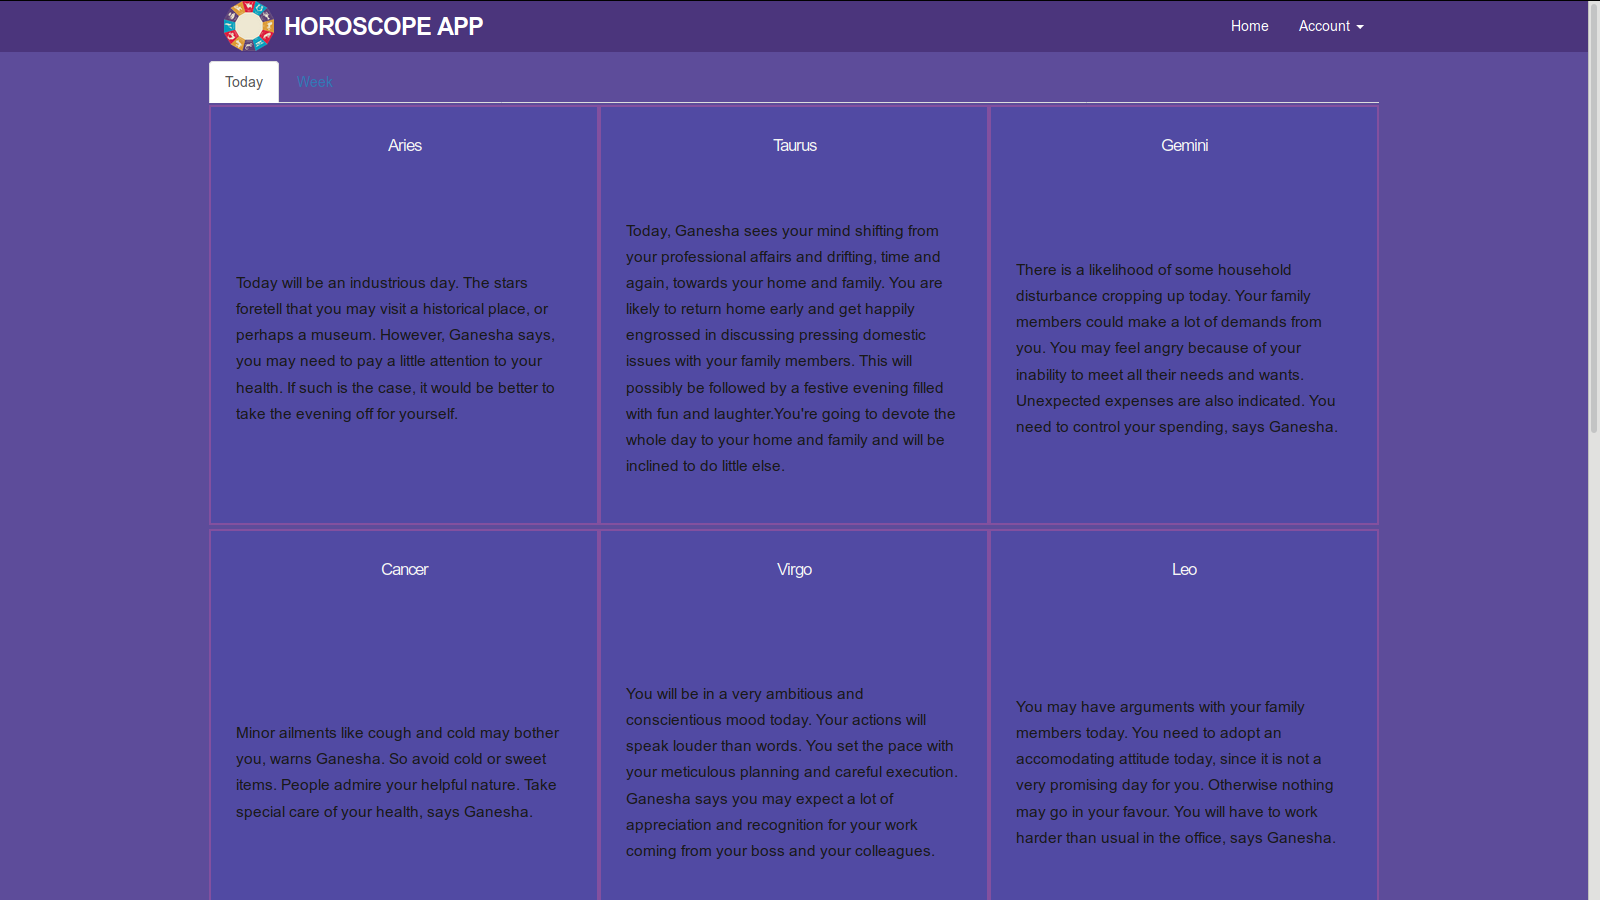 HOROSCOPE APP
Home
Account
Today
Week
Aries
Today will be an industrious day. The stars
foretell that you may visit a historical place, or
perhaps a museum. However, Ganesha says,
you may need to pay a little attention to your
health. If such is the case, it would be better to
take the evening off for yourself.
Taurus
Today, Ganesha sees your mind shifting from
your professional affairs and drifting, time and
again, towards your home and family. You are
likely to return home early and get happily
engrossed in discussing pressing domestic
issues with your family members. This will
possibly be followed by a festive evening filled
with fun and laughter.You're going to devote the
whole day to your home and family and will be
inclined to do little else.
Gemini
There is a likelihood of some household
disturbance cropping up today. Your family
members could make a lot of demands from
you. You may feel angry because of your
inability to meet all their needs and wants.
Unexpected expenses are also indicated. You
need to control your spending, says Ganesha.
Cancer
Minor ailments like cough and cold may bother
you, warns Ganesha. So avoid cold or sweet
items. People admire your helpful nature. Take
special care of your health, says Ganesha.
Virgo
You will be in a very ambitious and
conscientious mood today. Your actions will
speak louder than words. You set the pace with
your meticulous planning and careful execution.
Ganesha says you may expect a lot of
appreciation and recognition for your work
coming from your boss and your colleagues.
Leo
You may have arguments with your family
members today. You need to adopt an
accomodating attitude today, since it is not a
very promising day for you. Otherwise nothing
may go in your favour. You will have to work
harder than usual in the office, says Ganesha.